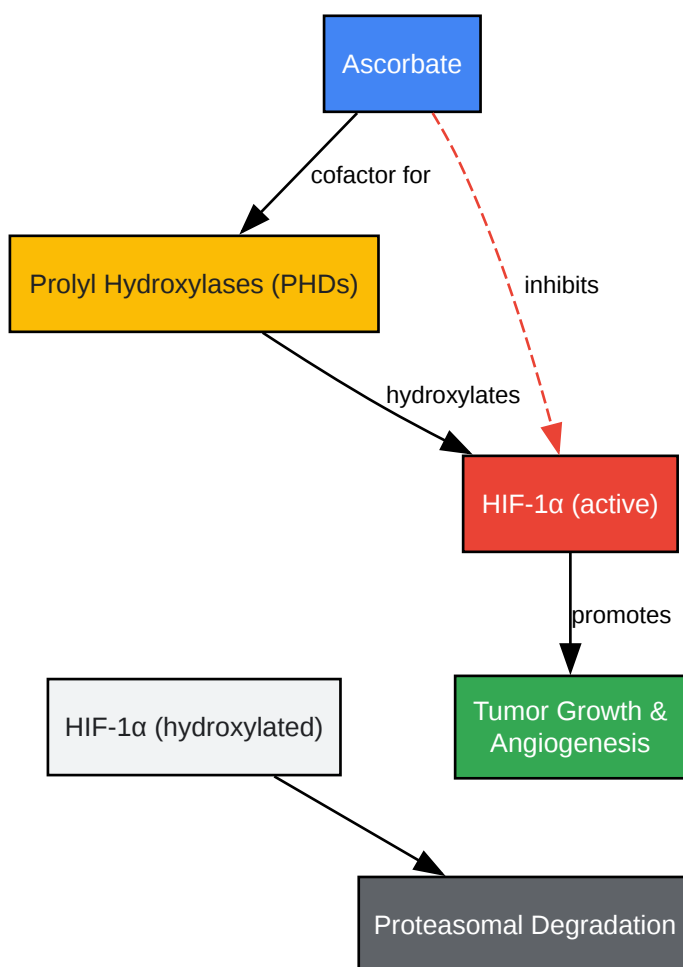 Ascorbate
cofactor for
Prolyl Hydroxylases (PHDs)
inhibits
hydroxylates
HIF-1α (active)
promotes
HIF-1α (hydroxylated)
Tumor Growth &
Angiogenesis
Proteasomal Degradation